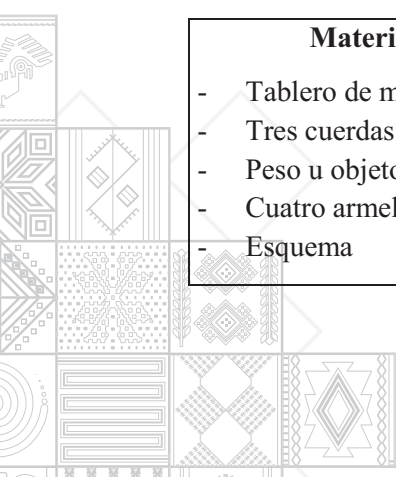 Materi
- Tablero de m
- Tres cuerdas
- Peso u objeto
- Cuatro armel
- Esquema